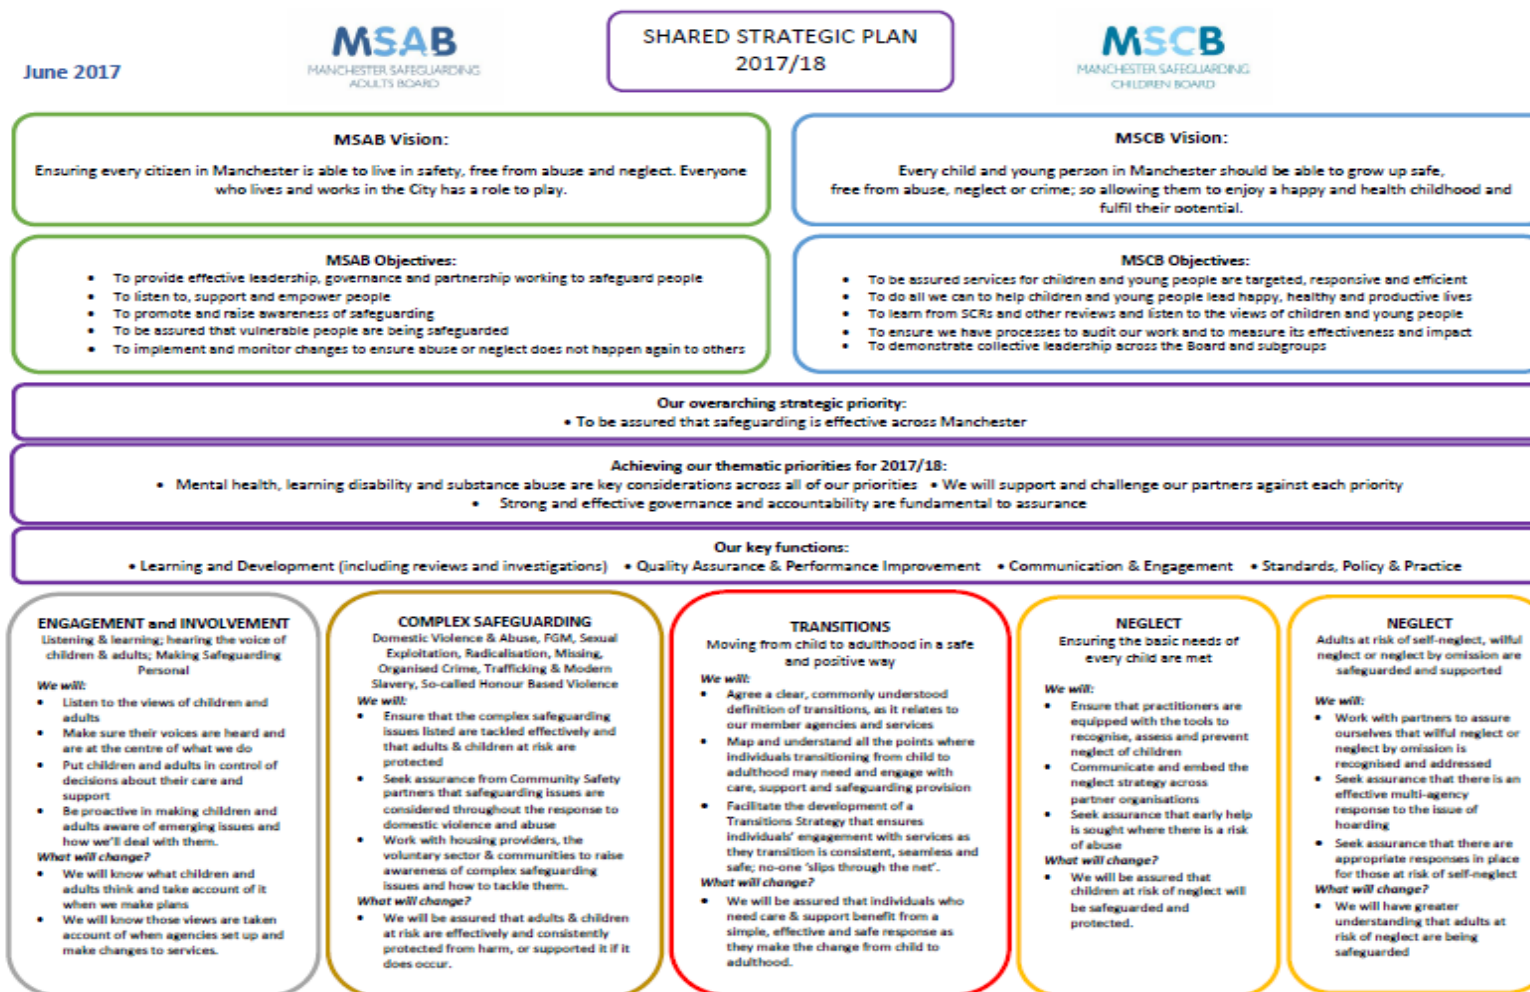 June 2017
MSAB
MANCHESTER SAFEGUARDING
ADULTS BOARD
SHARED STRATEGIC PLAN
2017/18
MSCB
MANCHESTER SAFEGUARDING
CHILDREN BOARD
MSAB Vision:
Ensuring every citizen in Manchester is able to live in safety, free from abuse and neglect. Everyone
who lives and works in the City has a role to play.
MSCB Vision:
Every child and young person in Manchester should be able to grow up safe,
free from abuse, neglect or crime; so allowing them to enjoy a happy and health childhood and
fulfil their potential.
MSAB Objectives:
• To provide effective leadership, governance and partnership working to safeguard people
• To listen to, support and empower people
• To promote and raise awareness of safeguarding
• To be assured that vulnerable people are being safeguarded
• To implement and monitor changes to ensure abuse or neglect does not happen again to others
MSCB Objectives:
• To be assured services for children and young people are targeted, responsive and efficient
• To do all we can to help children and young people lead happy, healthy and productive lives
• To learn from SCRs and other reviews and listen to the views of children and young people
• To ensure we have processes to audit our work and to measure its effectiveness and impact
• To demonstrate collective leadership across the Board and subgroups
Our overarching strategic priority:
• To be assured that safeguarding is effective across Manchester
Achieving our thematic priorities for 2017/18:
• Mental health, learning disability and substance abuse are key considerations across all of our priorities • We will support and challenge our partners against each priority
• Strong and effective governance and accountability are fundamental to assurance
Our key functions:
• Learning and Development (including reviews and investigations) • Quality Assurance & Performance Improvement • Communication & Engagement • Standards, Policy & Practice
ENGAGEMENT and INVOLVEMENT
Listening & learning; hearing the voice of
children & adults; Making Safeguarding
Personal
We will:
• Listen to the views of children and
adults
• Make sure their voices are heard and
are at the centre of what we do
• Put children and adults in control of
decisions about their care and
support
• Be proactive in making children and
adults aware of emerging issues and
how we'll deal with them.
What will change?
• We will know what children and
adults think and take account of it
when we make plans
• We will know those views are taken
account of when agencies set up and
make changes to services.
COMPLEX SAFEGUARDING
Domestic Violence & Abuse, FGM, Sexual
Exploitation, Radicalisation, Missing,
Organised Crime, Trafficking & Modern
Slavery, So-called Honour Based Violence
We will:
• Ensure that the complex safeguarding
issues listed are tackled effectively and
that adults & children at risk are
protected
• Seek assurance from Community Safety
partners that safeguarding issues are
considered throughout the response to
domestic violence and abuse
• Work with housing providers, the
voluntary sector & communities to raise
awareness of complex safeguarding
issues and how to tackle them.
What will change?
• We will be assured that adults & children
at risk are effectively and consistently
protected from harm, or supported it if it
does occur.
TRANSITIONS
Moving from child to adulthood in a safe
and positive way
We will:
• Agree a clear, commonly understood
definition of transitions, as it relates to
our member agencies and services
• Map and understand all the points where
individuals transitioning from child to
adulthood may need and engage with
care, support and safeguarding provision
• Facilitate the development of a
Transitions Strategy that ensures
individuals' engagement with services as
they transition is consistent, seamless and
safe; no-one 'slips through the net'.
What will change?
• We will be assured that individuals who
need care & support benefit from a
simple, effective and safe response as
they make the change from child to
adulthood.
NEGLECT
Ensuring the basic needs of
every child are met
We will:
• Ensure that practitioners are
equipped with the tools to
recognise, assess and prevent
neglect of children
• Communicate and embed the
neglect strategy across
partner organisations
• Seek assurance that early help
is sought where there is a risk
of abuse
What will change?
• We will be assured that
children at risk of neglect will
be safeguarded and
protected.
NEGLECT
Adults at risk of self-neglect, wilful
neglect or neglect by omission are
safeguarded and supported
We will:
• Work with partners to assure
ourselves that wilful neglect or
neglect by omission is
recognised and addressed
• Seek assurance that there is an
effective multi-agency
response to the issue of
hoarding
• Seek assurance that there are
appropriate responses in place
for those at risk of self-neglect
What will change?
• We will have greater
understanding that adults at
risk of neglect are being
safeguarded